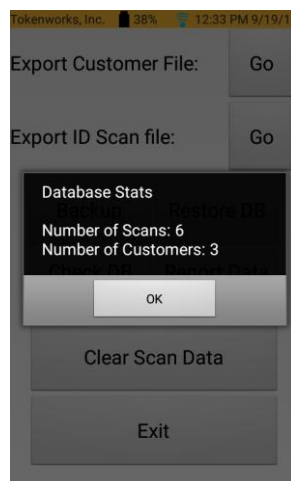 Tokenworks, Inc. 38% 12:33 PM 9/19/1
Export Customer File: Go
Export ID Scan file: Go
Database Stats
Backup Restore DB
Number of Scans: 6
Number of Customers: 3
Check DB Report Data
OK
Clear Scan Data
Exit